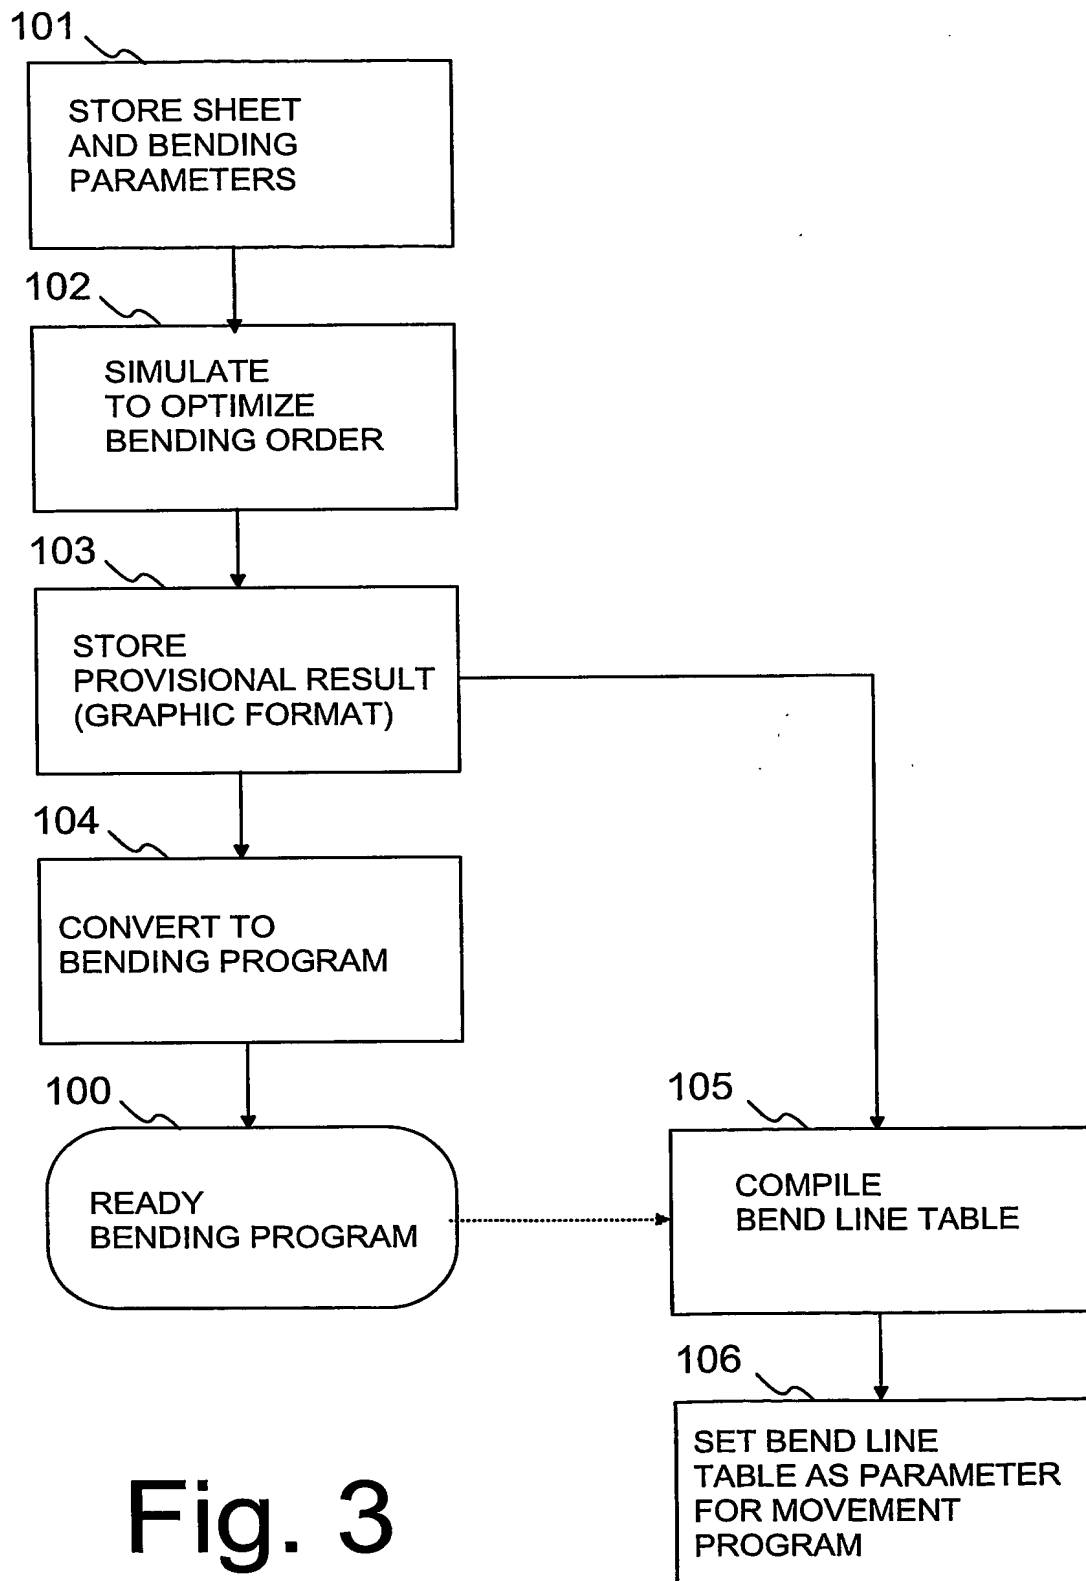 101
STORE SHEET
AND BENDING
PARAMETERS
102
SIMULATE
TO OPTIMIZE
BENDING ORDER
103
STORE
PROVISIONAL RESULT
(GRAPHIC FORMAT)
104
CONVERT TO
BENDING PROGRAM
100
READY
BENDING PROGRAM
105
COMPILE
BEND LINE TABLE
106
SET BEND LINE
TABLE AS PARAMETER
FOR MOVEMENT
PROGRAM
Fig. 3